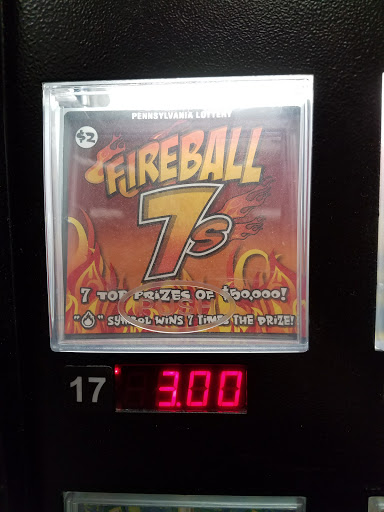 PENNSYLVANIA LOTTERY
$2
FIREBALL
7s
7 TOP PRIZES OF $50,000!
" " SYMBOL WINS 7 TIMES THE PRIZE!
17
3.00